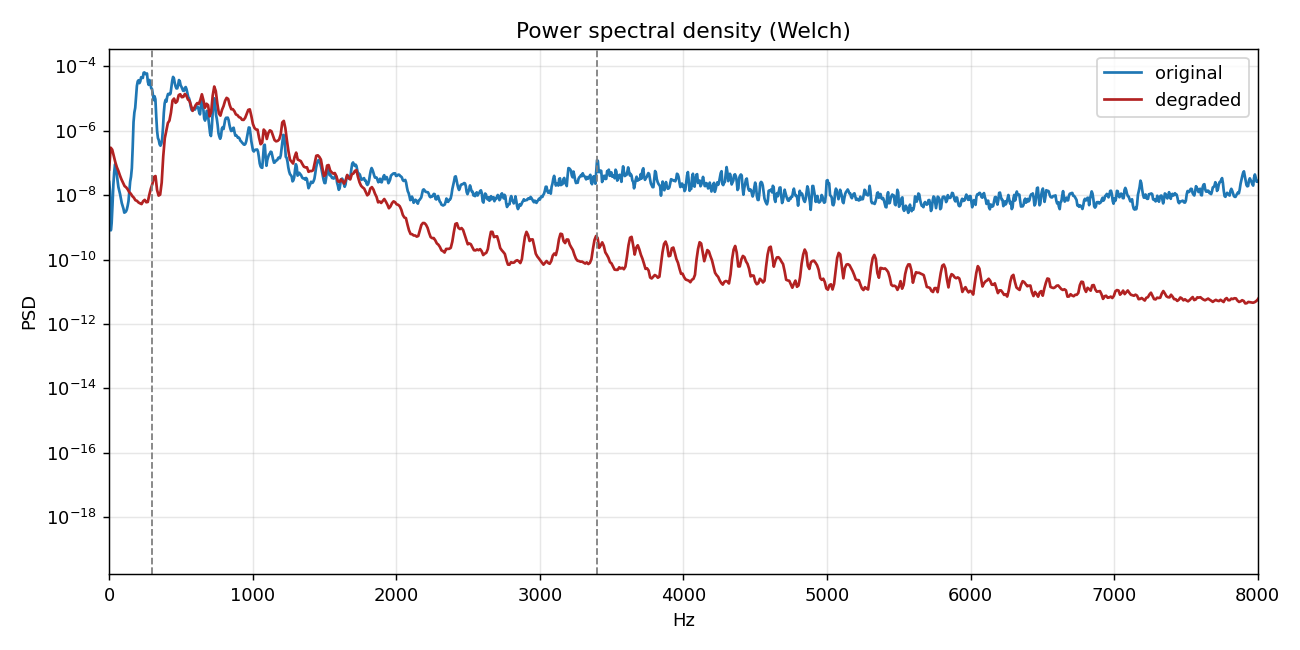 Power spectral density (Welch)
original
degraded
PSD
10⁻⁴
10⁻⁶
10⁻⁸
10⁻¹⁰
10⁻¹²
10⁻¹⁴
10⁻¹⁶
10⁻¹⁸
0 1000 2000 3000 4000 5000 6000 7000 8000
Hz